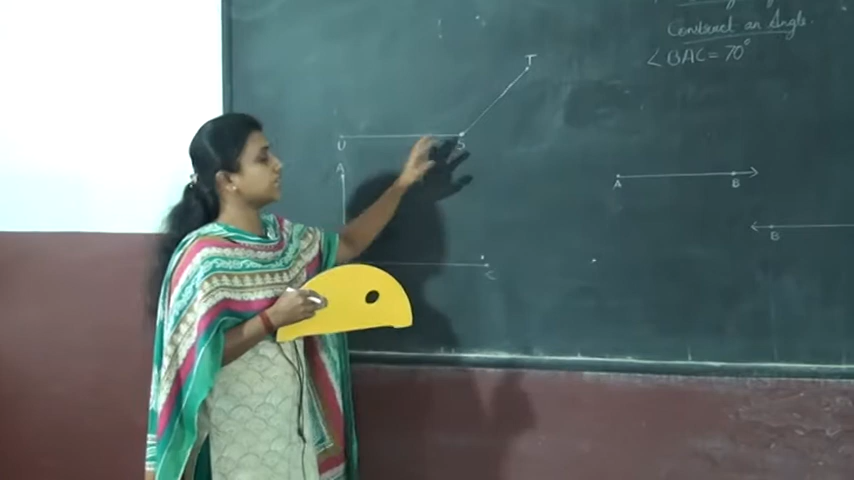 Construct an Angle.
∠BAC = 70°
T
U
S
A
A
B
B
C